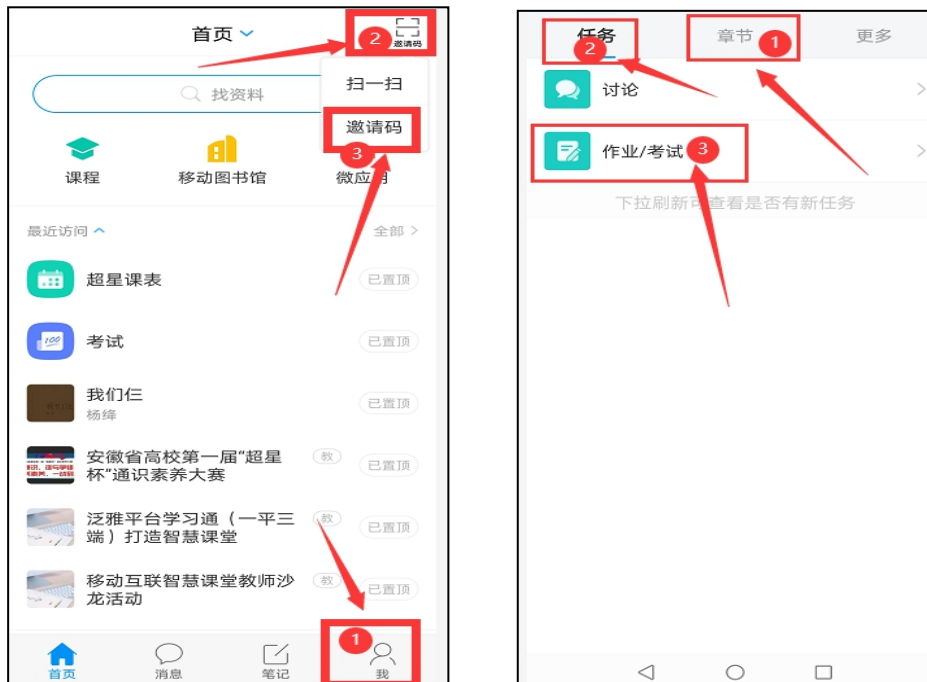 首页
2
邀请码
找资料
扫一扫
邀请码
3
课程
移动图书馆
微应用
最近访问
全部
超星课表
已置顶
100
考试
已置顶
我们仨
杨绛
已置顶
安徽省高校第一届“超星
杯”通识素养大赛
教
已置顶
泛雅平台学习通（一平三
端）打造智慧课堂
教
已置顶
移动互联智慧课堂教师沙
龙活动
教
已置顶
首页
消息
笔记
1
我
任务
2
章节
1
更多
讨论
作业/考试
3
下拉刷新可查看是否有新任务